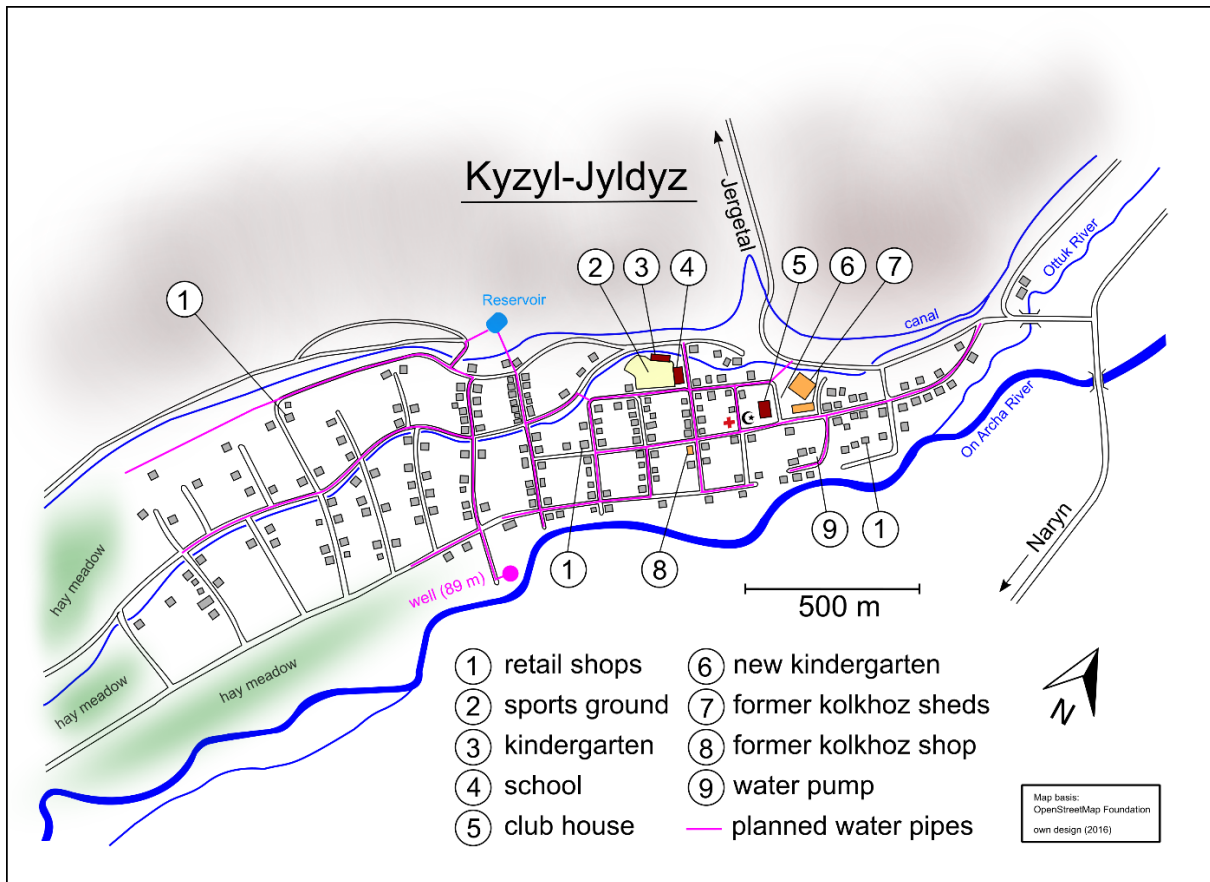 Kyzyl-Jyldyz
Jergetal
2
3
4
5
6
7
1
Reservoir
canal
Ottuk River
On Archa River
Naryn
hay meadow
hay meadow
hay meadow
well (89 m)
1
8
9
1
500 m
N
1 retail shops
2 sports ground
3 kindergarten
4 school
5 club house
6 new kindergarten
7 former kolkhoz sheds
8 former kolkhoz shop
9 water pump
planned water pipes
Map basis:
OpenStreetMap Foundation
own design (2016)